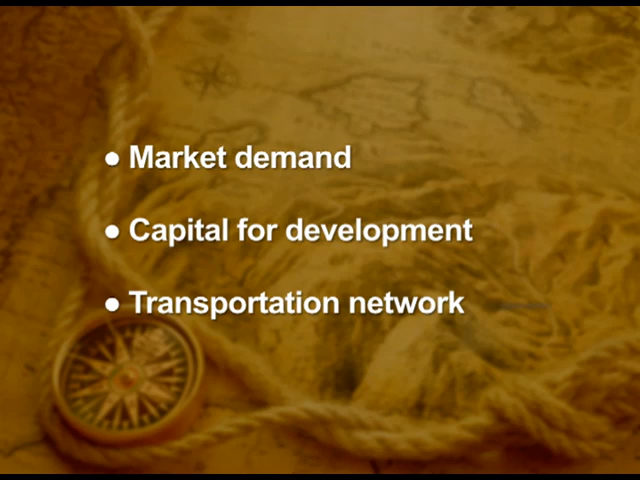 ● Market demand
● Capital for development
● Transportation network